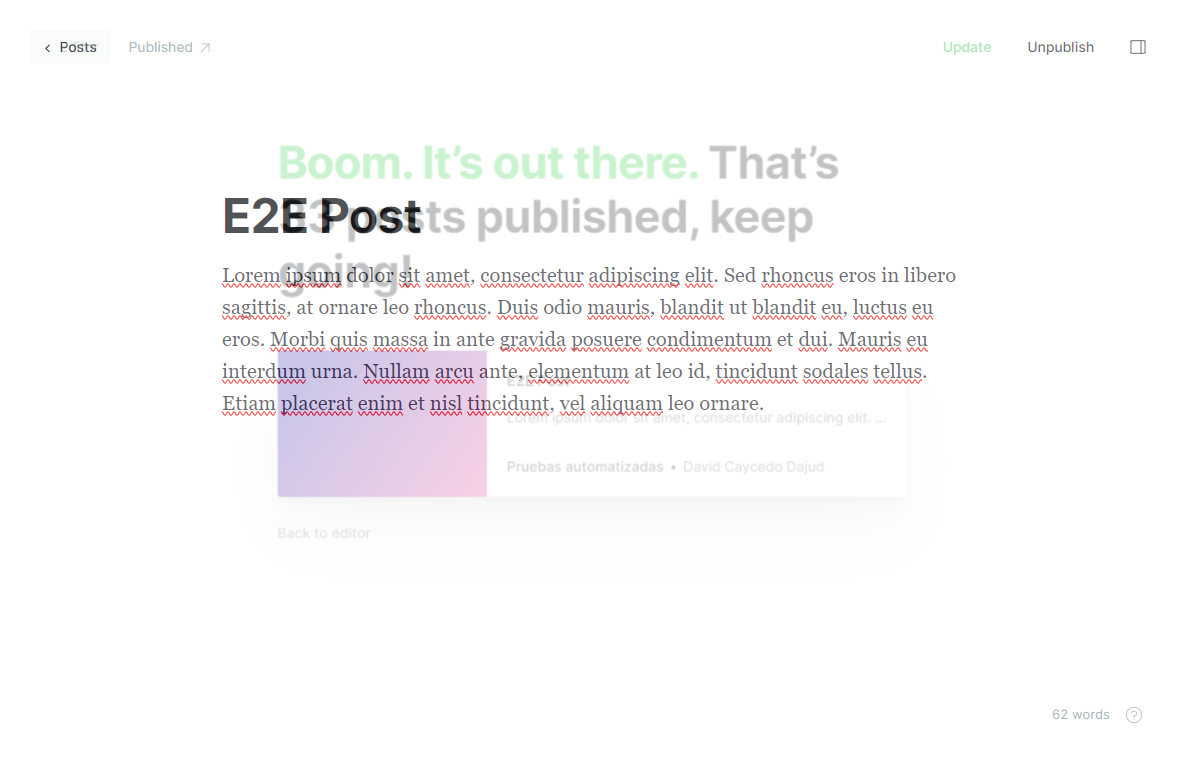 Posts
Published
Update
Unpublish
Boom. It's out there. That's
33 posts published, keep
going!
E2E Post
Lorem ipsum dolor sit amet, consectetur adipiscing elit. Sed rhoncus eros in libero
sagittis, at ornare leo rhoncus. Duis odio mauris, blandit ut blandit eu, luctus eu
eros. Morbi quis massa in ante gravida posuere condimentum et dui. Mauris eu
interdum urna. Nullam arcu ante, elementum at leo id, tincidunt sodales tellus.
Etiam placerat enim et nisl tincidunt, vel aliquam leo ornare.
E2E Post
Lorem ipsum dolor sit amet, consectetur adipiscing elit. ...
Pruebas automatizadas • David Caycedo Dajud
Back to editor
62 words